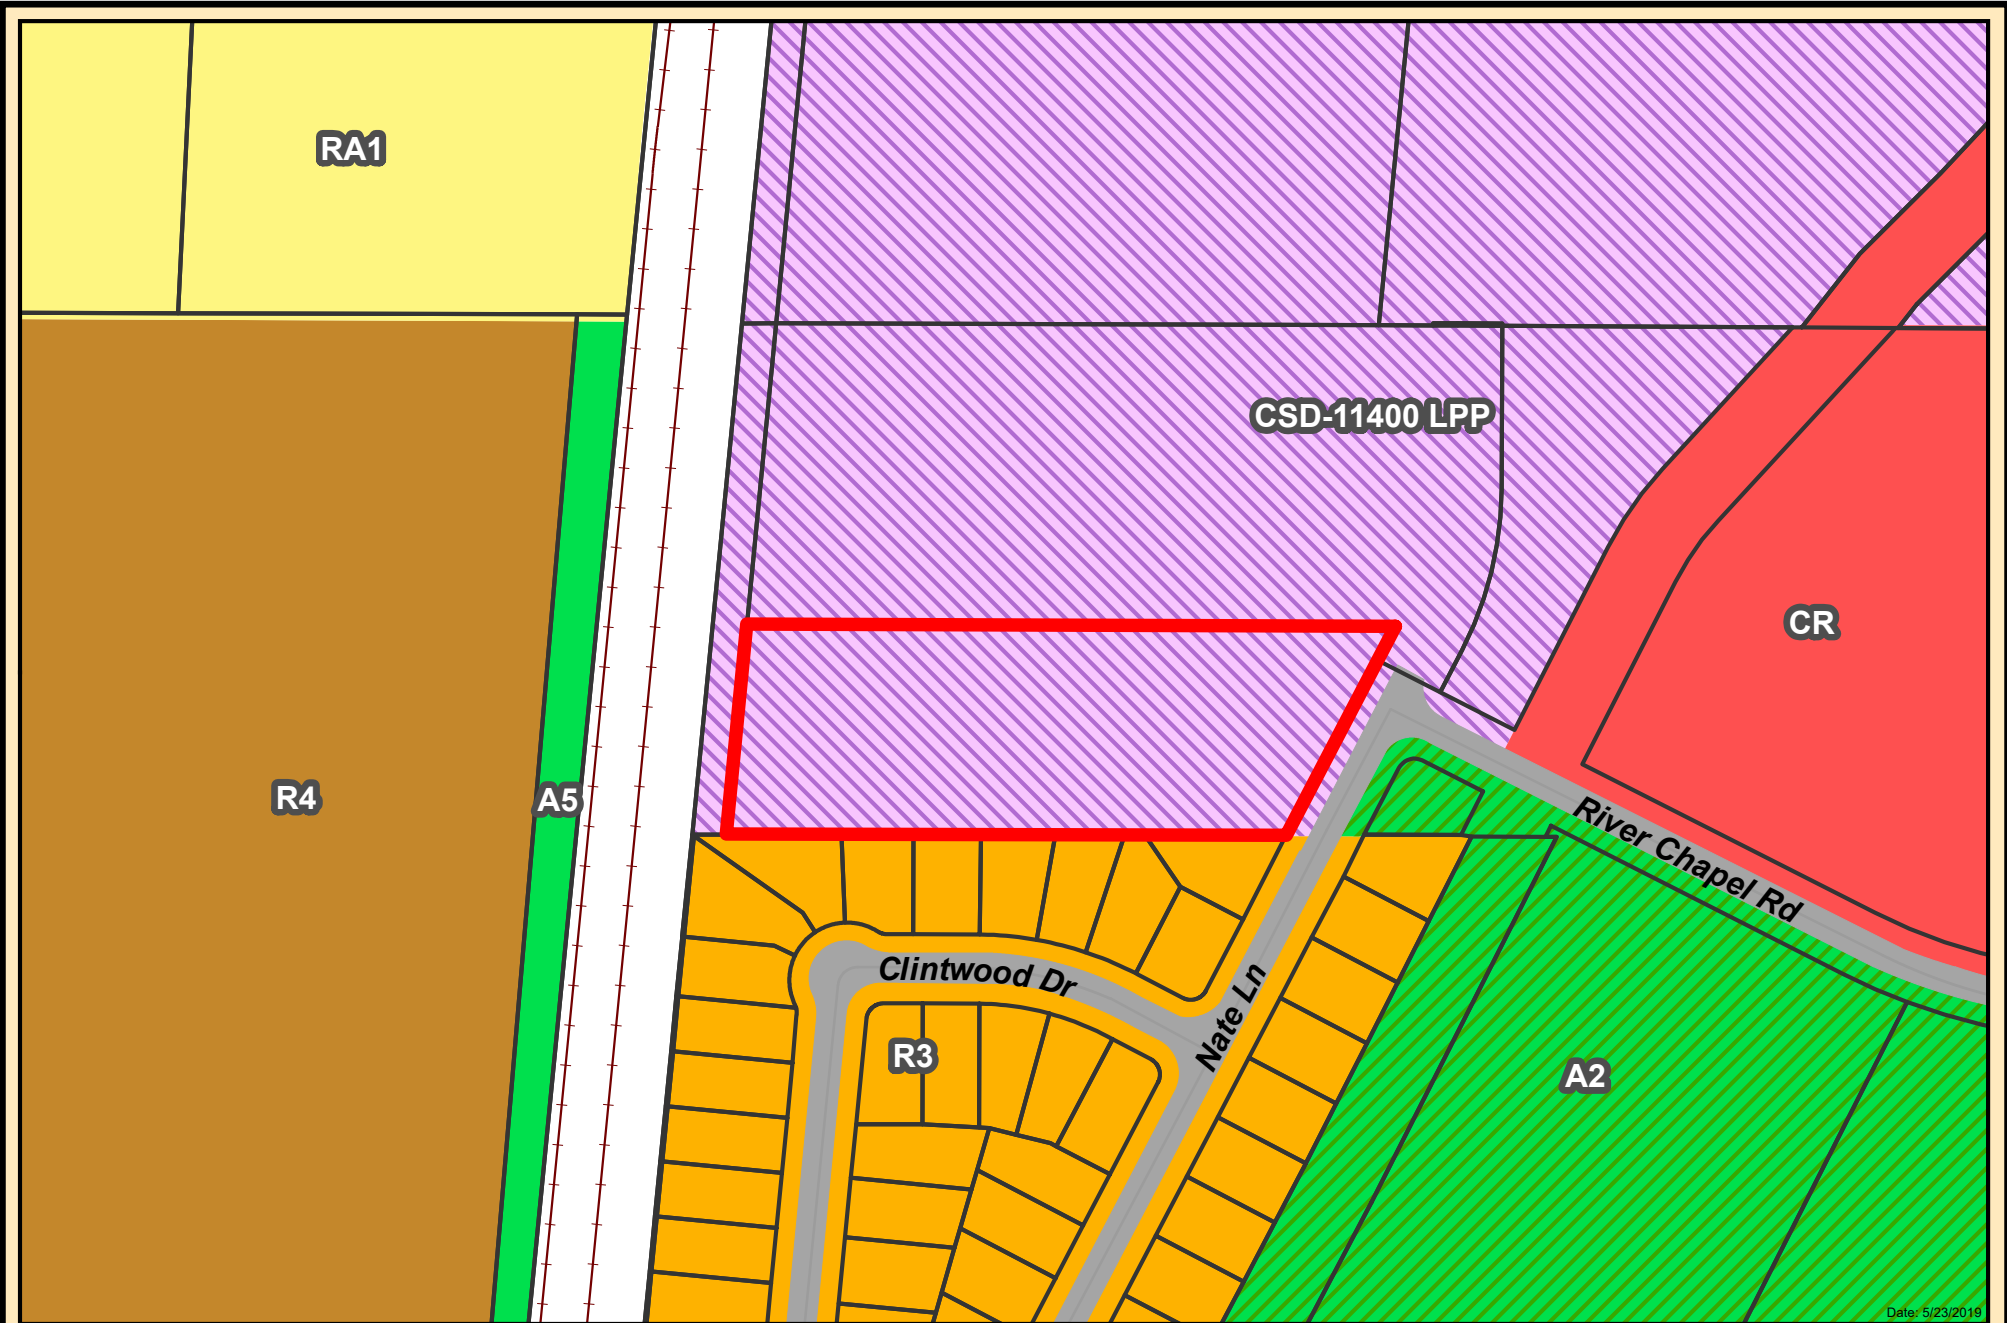 RA1
CSD-11400 LPP
CR
R4
A5
River Chapel Rd
Clintwood Dr
Nate Ln
R3
A2
Date: 5/23/2019